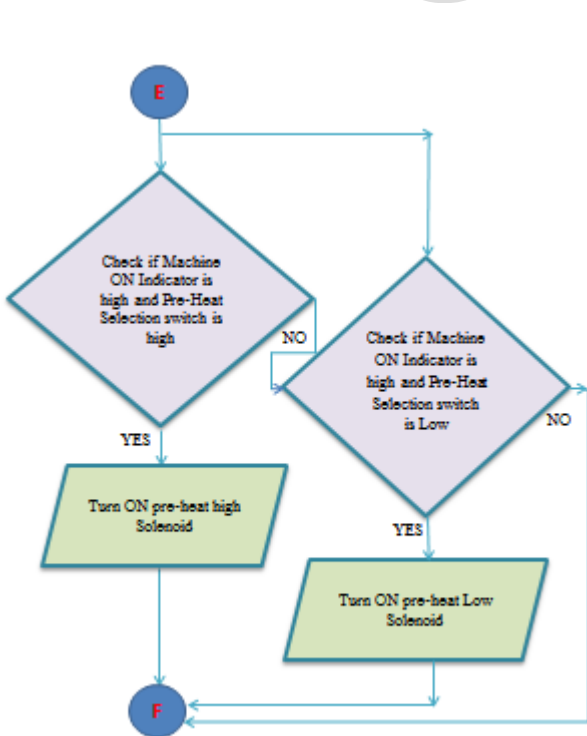 E
Check if Machine
ON Indicator is
high and Pre-Heat
Selection switch is
high
NO
Check if Machine
ON Indicator is
high and Pre-Heat
Selection switch
is Low
NO
YES
Turn ON pre-heat high
Solenoid
YES
Turn ON pre-heat Low
Solenoid
F